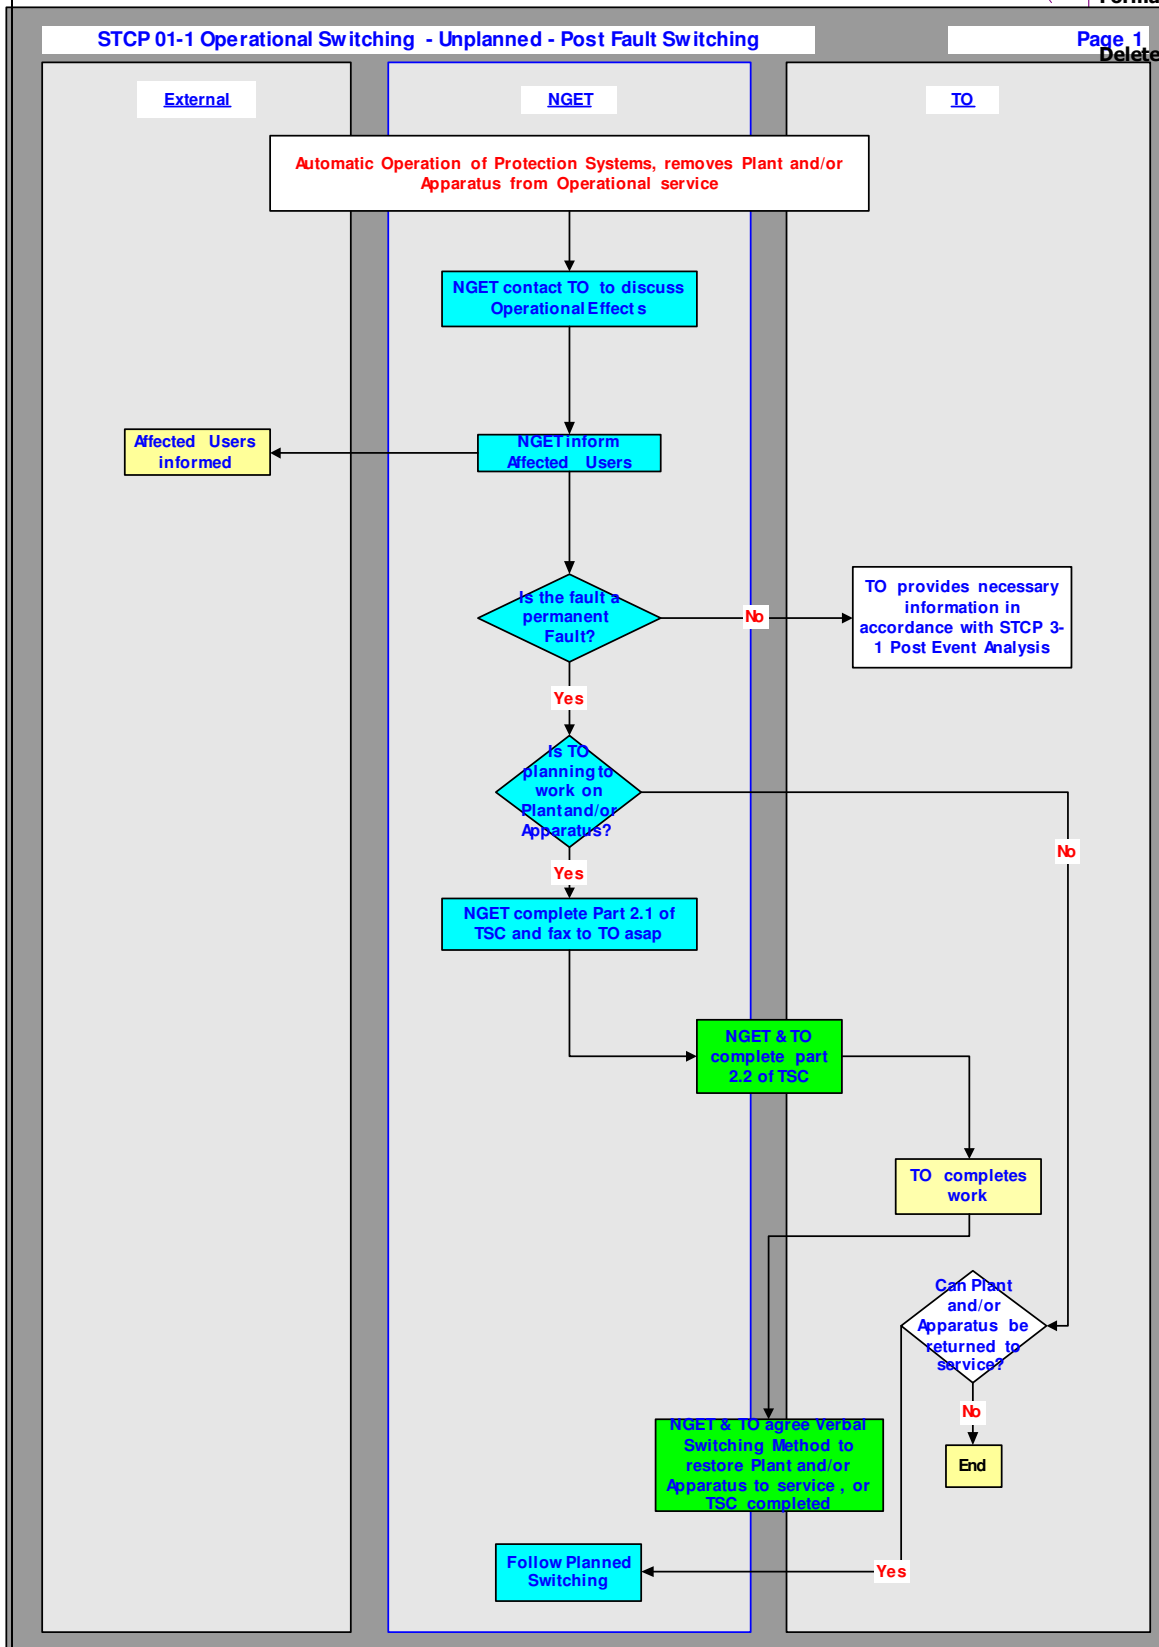 Forma
STCP 01-1 Operational Switching - Unplanned - Post Fault Switching
Page 1
Delete
External
NGET
TO
Automatic Operation of Protection Systems, removes Plant and/or
Apparatus from Operational service
NGET contact TO to discuss
Operational Effects
Affected Users
informed
NGET inform
Affected Users
Is the fault a
permanent
Fault?
No
TO provides necessary
information in
accordance with STCP 3-
1 Post Event Analysis
Yes
Is TO
planning to
work on
Plant and/or
Apparatus?
No
Yes
NGET complete Part 2.1 of
TSC and fax to TO asap
NGET & TO
complete part
2.2 of TSC
TO completes
work
Can Plant
and/or
Apparatus be
returned to
service?
No
End
NGET & TO agree Verbal
Switching Method to
restore Plant and/or
Apparatus to service , or
TSC completed
Follow Planned
Switching
Yes